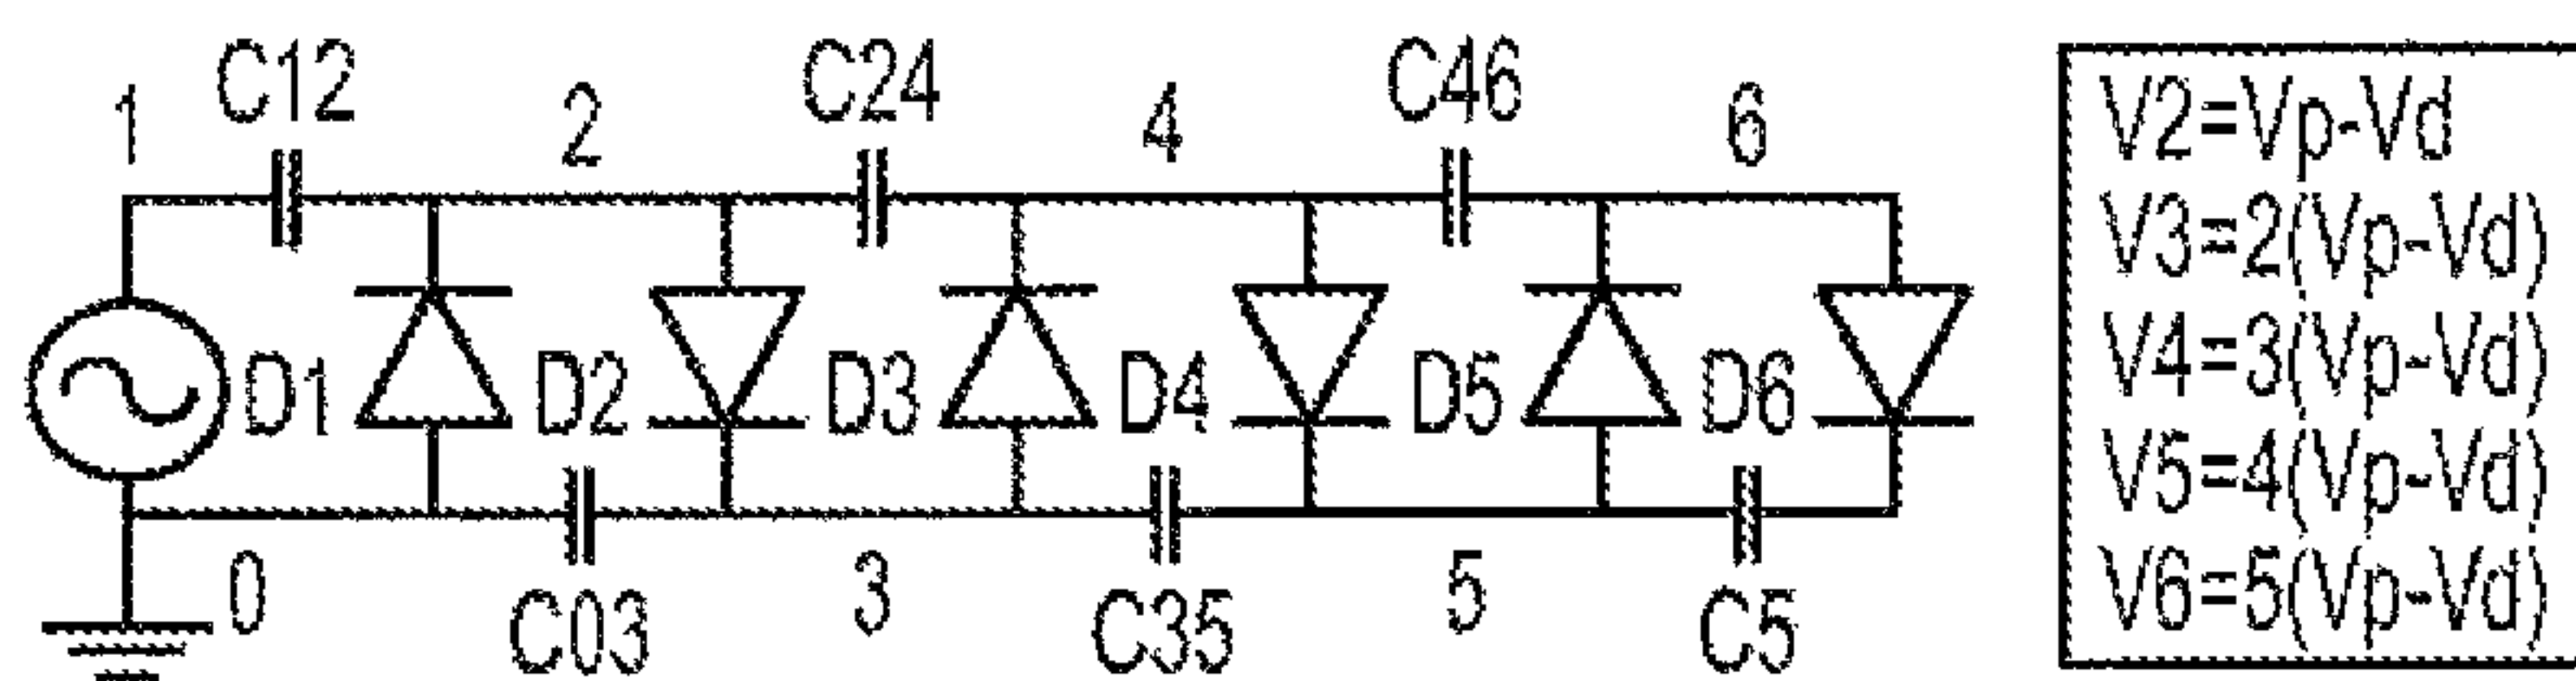 C12
C24
C46
1
2
4
6
D1
D2
D3
D4
D5
D6
0
3
5
C03
C35
C5
V2=Vp-Vd
V3=2(Vp-Vd)
V4=3(Vp-Vd)
V5=4(Vp-Vd)
V6=5(Vp-Vd)